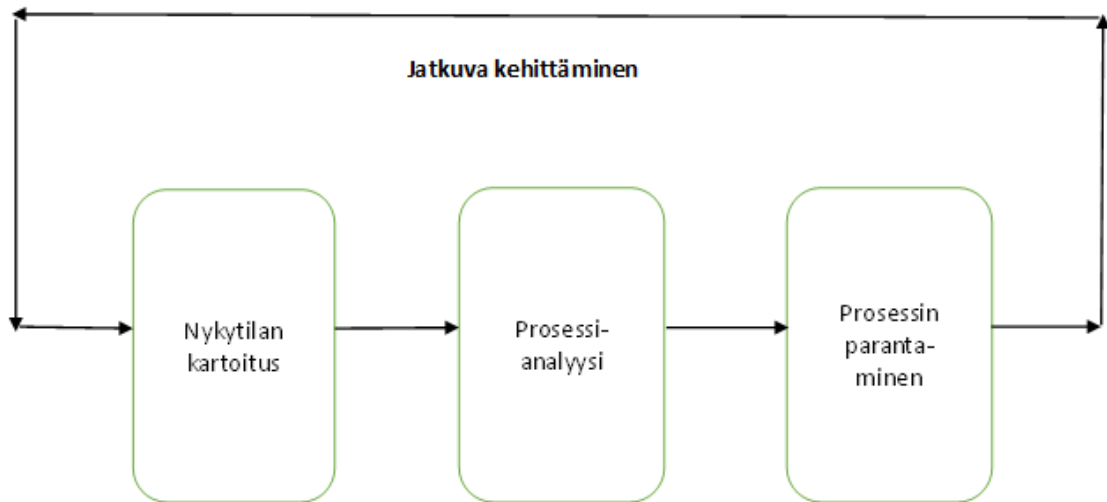 Jatkuva kehittäminen
Nykytilan
kartoitus
Prosessi-
analyysi
Prosessin
paranta-
minen